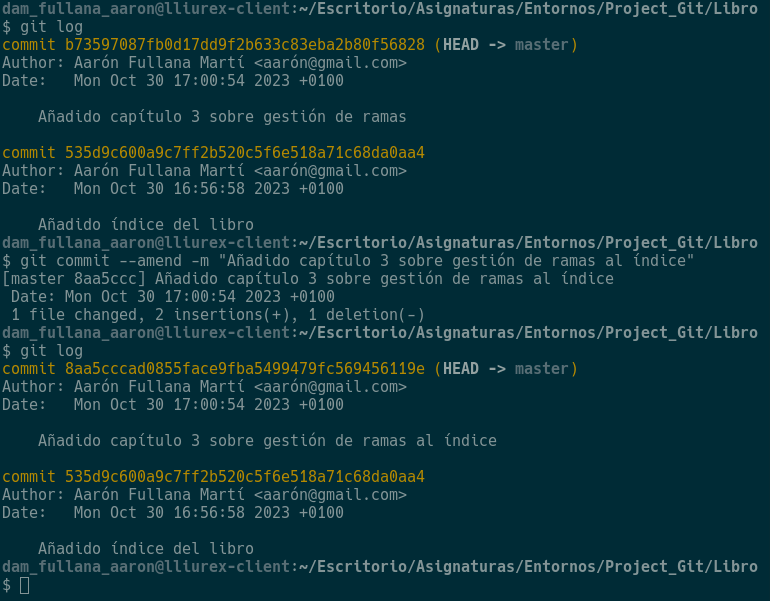 dam_fullana_aaron@lliurex-client:~/Escritorio/Asignaturas/Entornos/Project_Git/Libro
$ git log
commit b73597087fb0d17dd9f2b633c83eba2b80f56828 (HEAD -> master)
Author: Aarón Fullana Martí <aarón@gmail.com>
Date:   Mon Oct 30 17:00:54 2023 +0100

    Añadido capítulo 3 sobre gestión de ramas

commit 535d9c600a9c7ff2b520c5f6e518a71c68da0aa4
Author: Aarón Fullana Martí <aarón@gmail.com>
Date:   Mon Oct 30 16:56:58 2023 +0100

    Añadido índice del libro
dam_fullana_aaron@lliurex-client:~/Escritorio/Asignaturas/Entornos/Project_Git/Libro
$ git commit --amend -m "Añadido capítulo 3 sobre gestión de ramas al índice"
[master 8aa5ccc] Añadido capítulo 3 sobre gestión de ramas al índice
 Date: Mon Oct 30 17:00:54 2023 +0100
 1 file changed, 2 insertions(+), 1 deletion(-)
dam_fullana_aaron@lliurex-client:~/Escritorio/Asignaturas/Entornos/Project_Git/Libro
$ git log
commit 8aa5cccad0855face9fba5499479fc569456119e (HEAD -> master)
Author: Aarón Fullana Martí <aarón@gmail.com>
Date:   Mon Oct 30 17:00:54 2023 +0100

    Añadido capítulo 3 sobre gestión de ramas al índice

commit 535d9c600a9c7ff2b520c5f6e518a71c68da0aa4
Author: Aarón Fullana Martí <aarón@gmail.com>
Date:   Mon Oct 30 16:56:58 2023 +0100

    Añadido índice del libro
dam_fullana_aaron@lliurex-client:~/Escritorio/Asignaturas/Entornos/Project_Git/Libro
$